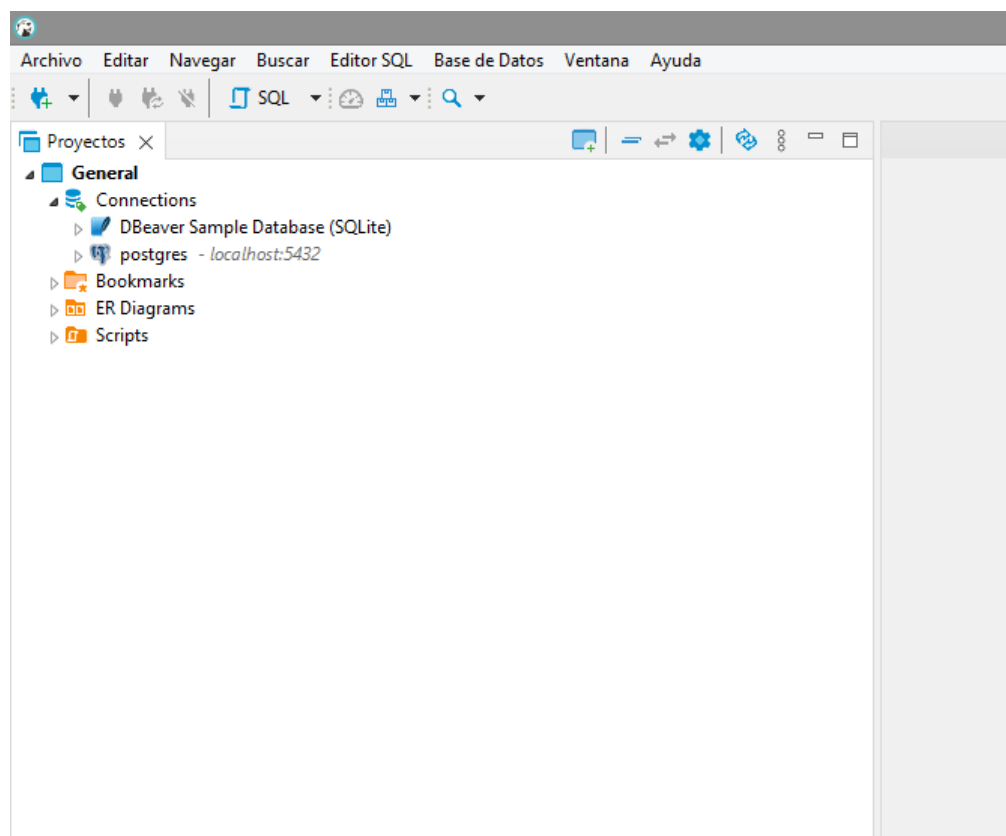 Archivo Editar Navegar Buscar Editor SQL Base de Datos Ventana Ayuda
SQL
Proyectos
General
Connections
DBeaver Sample Database (SQLite)
postgres - localhost:5432
Bookmarks
ER Diagrams
Scripts